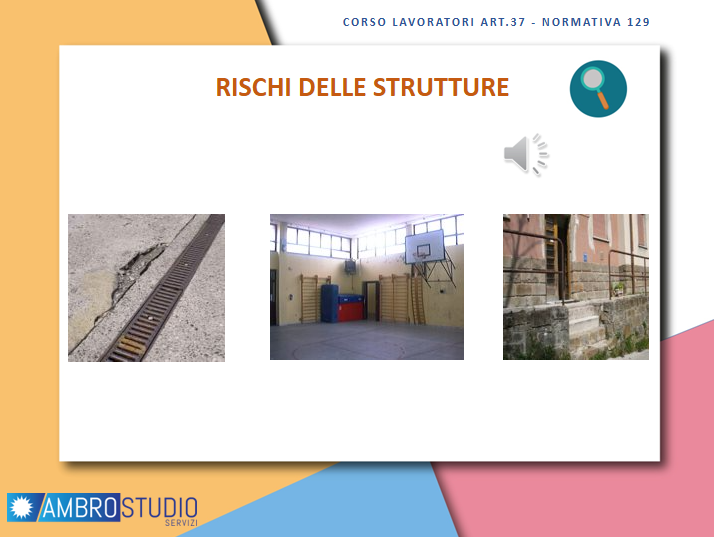 CORSO LAVORATORI ART.37 - NORMATIVA 129
RISCHI DELLE STRUTTURE
AMBROSTUDIO
SERVIZI